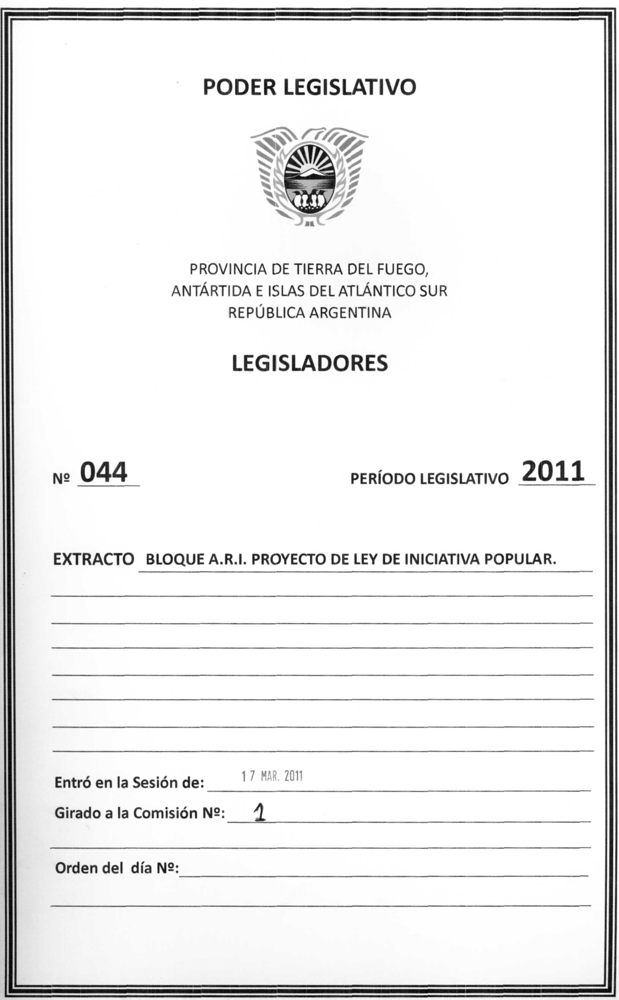 PODER LEGISLATIVO
PROVINCIA DE TIERRA DEL FUEGO,
ANTÁRTIDA E ISLAS DEL ATLÁNTICO SUR
REPÚBLICA ARGENTINA
LEGISLADORES
Nº 044 PERÍODO LEGISLATIVO 2011
EXTRACTO BLOQUE A.R.I. PROYECTO DE LEY DE INICIATIVA POPULAR.
Entró en la Sesión de: 17 MAR. 2011
Girado a la Comisión Nº: 1
Orden del día Nº: